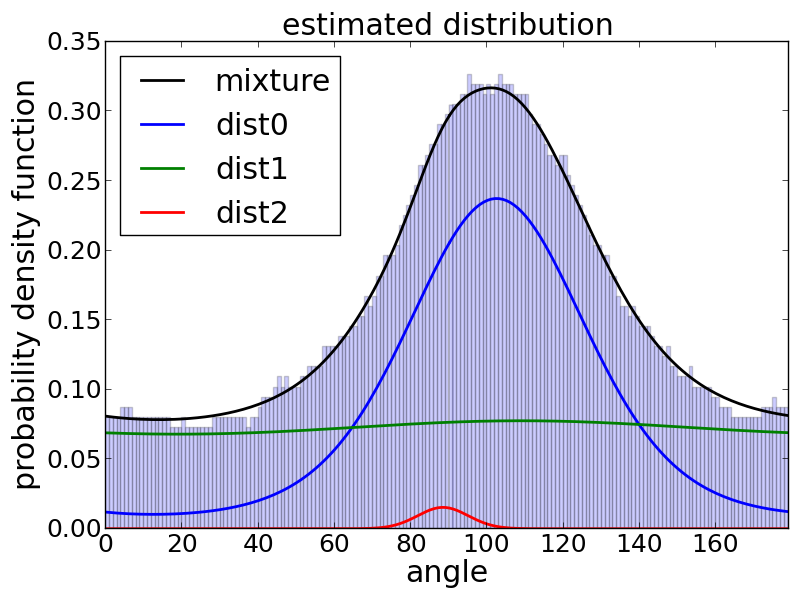 estimated distribution
probability density function
0.35
0.30
0.25
0.20
0.15
0.10
0.05
0.00
mixture
dist0
dist1
dist2
0 20 40 60 80 100 120 140 160
angle